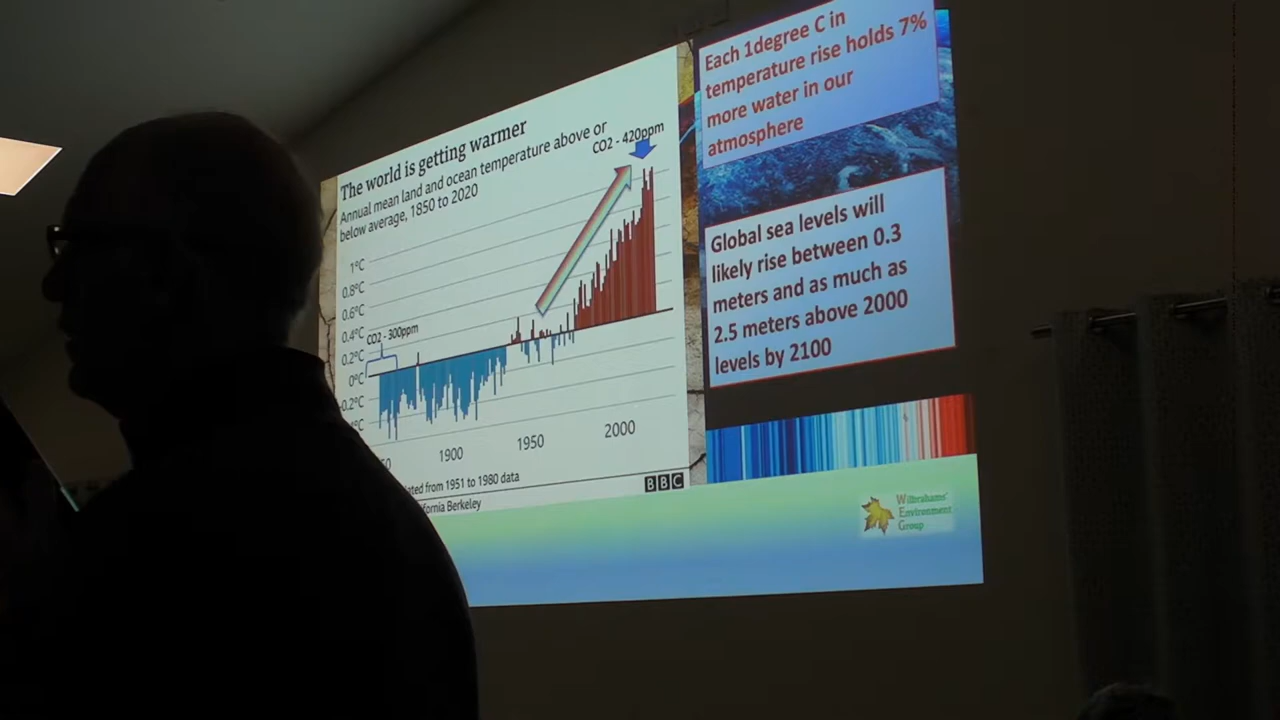 The world is getting warmer
Annual mean land and ocean temperature above or
below average, 1850 to 2020
CO2 - 420ppm
1°C
0.8°C
0.6°C
0.4°C
0.2°C
0°C
CO2 - 300ppm
0.2°C
1900
1950
2000
from 1951 to 1980 data
Berkeley
BBC
Each 1degree C in
temperature rise holds 7%
more water in our
atmosphere
Global sea levels will
likely rise between 0.3
meters and as much as
2.5 meters above 2000
levels by 2100
Wilbrahams'
Environment
Group